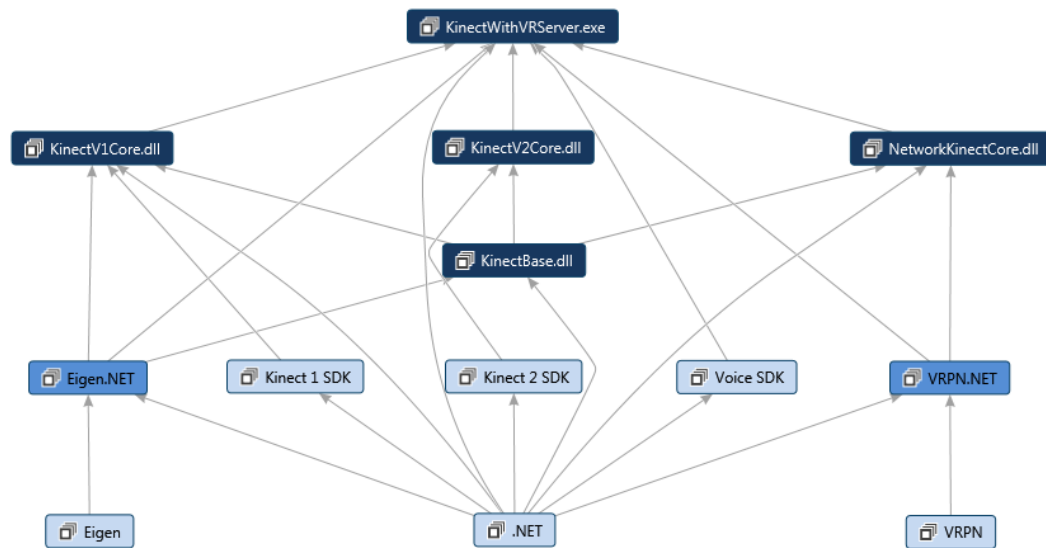 KinectWithVRServer.exe
KinectV1Core.dll
KinectV2Core.dll
NetworkKinectCore.dll
KinectBase.dll
Eigen.NET
Kinect 1 SDK
Kinect 2 SDK
Voice SDK
VRPN.NET
Eigen
.NET
VRPN